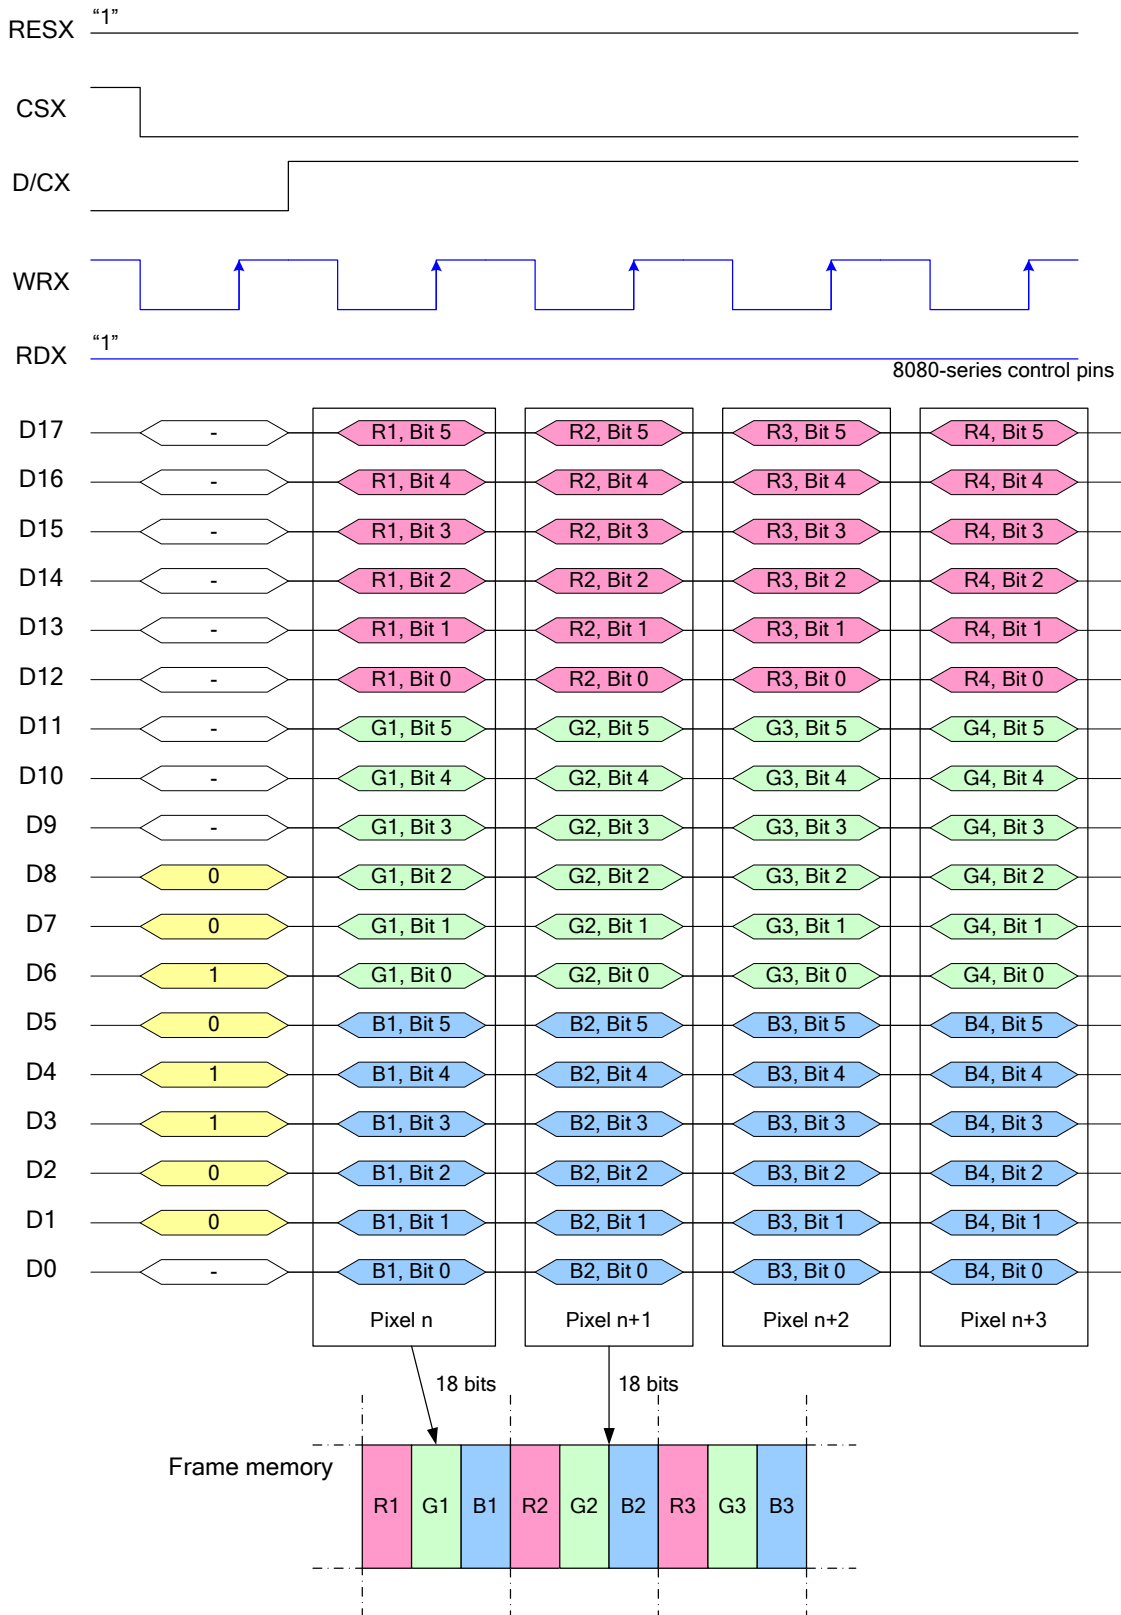 RESX “1”
CSX
D/CX
WRX
RDX “1”
8080-series control pins
D17 - R1, Bit 5 R2, Bit 5 R3, Bit 5 R4, Bit 5
D16 - R1, Bit 4 R2, Bit 4 R3, Bit 4 R4, Bit 4
D15 - R1, Bit 3 R2, Bit 3 R3, Bit 3 R4, Bit 3
D14 - R1, Bit 2 R2, Bit 2 R3, Bit 2 R4, Bit 2
D13 - R1, Bit 1 R2, Bit 1 R3, Bit 1 R4, Bit 1
D12 - R1, Bit 0 R2, Bit 0 R3, Bit 0 R4, Bit 0
D11 - G1, Bit 5 G2, Bit 5 G3, Bit 5 G4, Bit 5
D10 - G1, Bit 4 G2, Bit 4 G3, Bit 4 G4, Bit 4
D9 - G1, Bit 3 G2, Bit 3 G3, Bit 3 G4, Bit 3
D8 0 G1, Bit 2 G2, Bit 2 G3, Bit 2 G4, Bit 2
D7 0 G1, Bit 1 G2, Bit 1 G3, Bit 1 G4, Bit 1
D6 1 G1, Bit 0 G2, Bit 0 G3, Bit 0 G4, Bit 0
D5 0 B1, Bit 5 B2, Bit 5 B3, Bit 5 B4, Bit 5
D4 1 B1, Bit 4 B2, Bit 4 B3, Bit 4 B4, Bit 4
D3 1 B1, Bit 3 B2, Bit 3 B3, Bit 3 B4, Bit 3
D2 0 B1, Bit 2 B2, Bit 2 B3, Bit 2 B4, Bit 2
D1 0 B1, Bit 1 B2, Bit 1 B3, Bit 1 B4, Bit 1
D0 - B1, Bit 0 B2, Bit 0 B3, Bit 0 B4, Bit 0
Pixel n Pixel n+1 Pixel n+2 Pixel n+3
18 bits 18 bits
Frame memory
R1 G1 B1 R2 G2 B2 R3 G3 B3